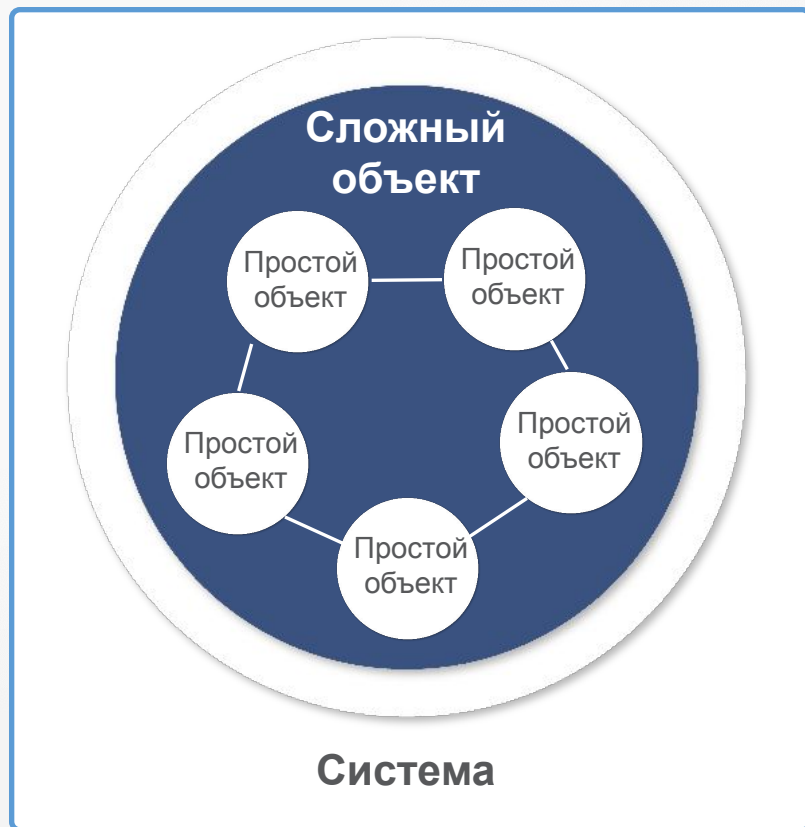 Сложный
объект
Простой
объект
Простой
объект
Простой
объект
Простой
объект
Простой
объект
Система